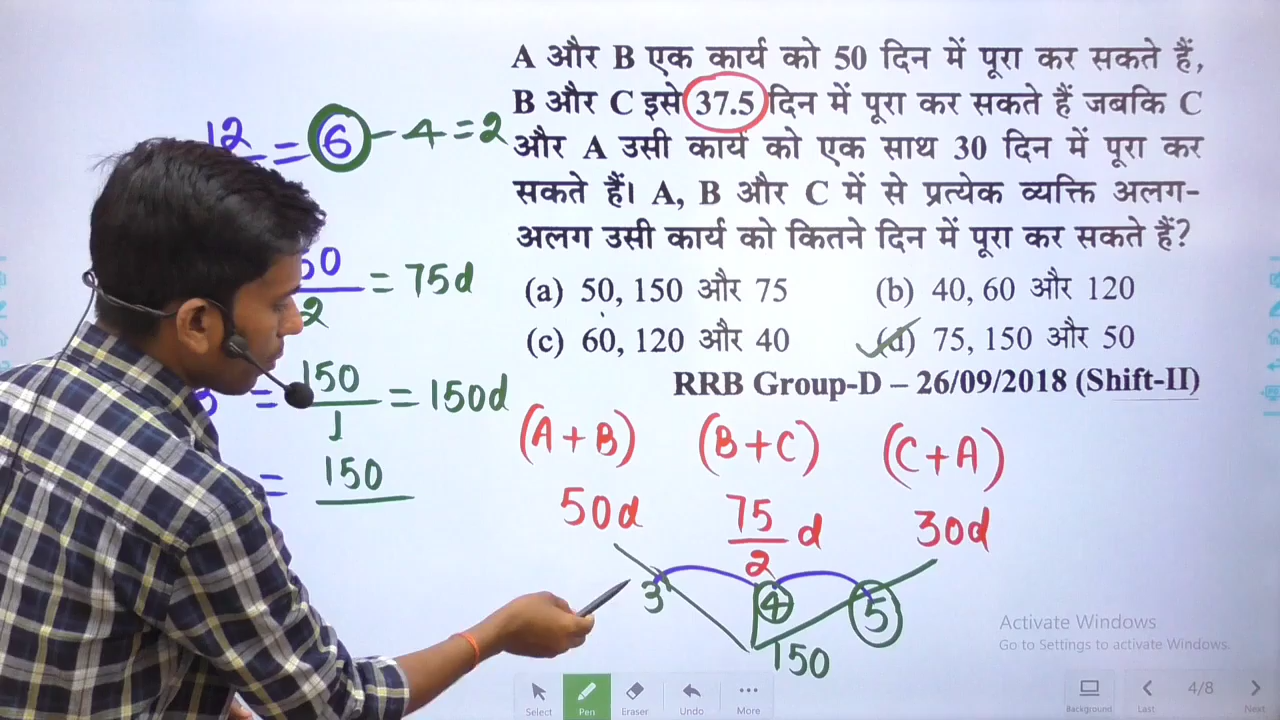 A और B एक कार्य को 50 दिन में पूरा कर सकते हैं,
B और C इसे 37.5 दिन में पूरा कर सकते हैं जबकि C
और A उसी कार्य को एक साथ 30 दिन में पूरा कर
सकते हैं। A, B और C में से प्रत्येक व्यक्ति अलग-
अलग उसी कार्य को कितने दिन में पूरा कर सकते हैं?
(a) 50, 150 और 75
(b) 40, 60 और 120
(c) 60, 120 और 40
(d) 75, 150 और 50
RRB Group-D – 26/09/2018 (Shift-II)
12 = 6 - 4 = 2
2 = 75d
150/1 = 150d
= 150
(A+B) (B+C) (C+A)
50d 75/2 d 30d
3 4 5
150
Activate Windows
Go to Settings to activate Windows.
Select Pen Eraser Undo More
Background Last 4/8 Next